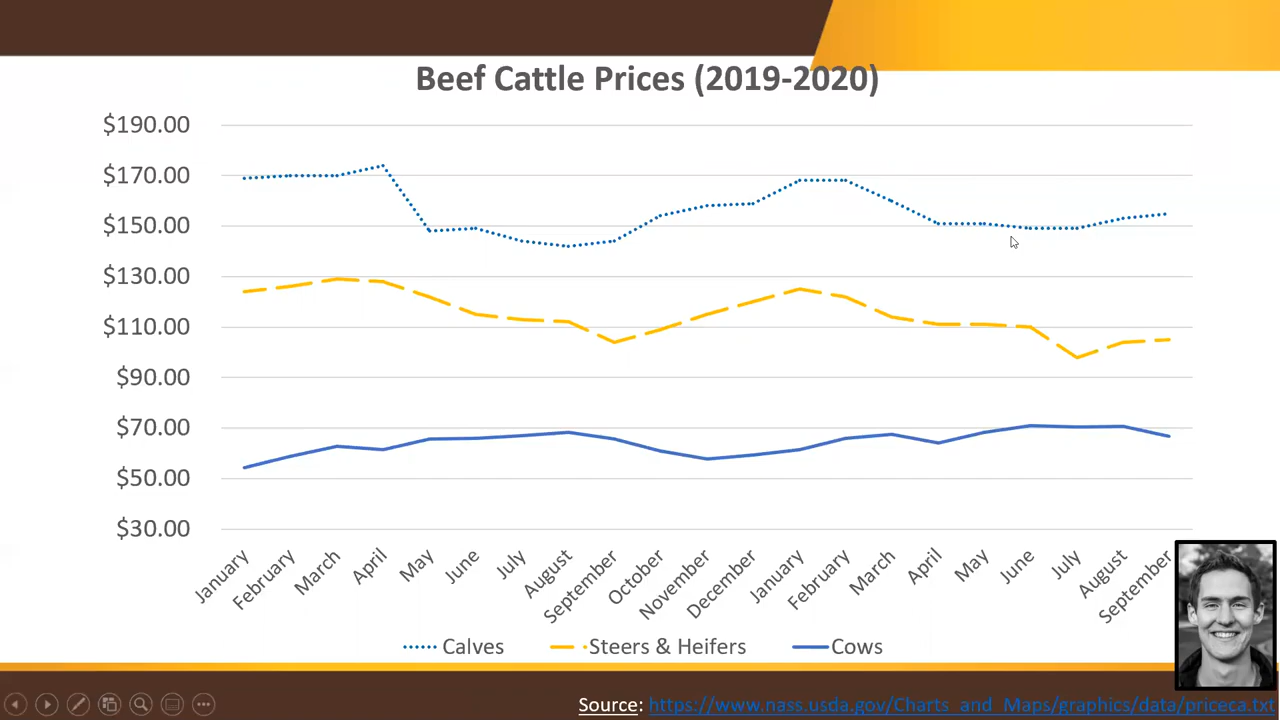 Beef Cattle Prices (2019-2020)
$190.00
$170.00
$150.00
$130.00
$110.00
$90.00
$70.00
$50.00
$30.00
January
February
March
April
May
June
July
August
September
October
November
December
January
February
March
April
May
June
July
August
September
Calves
Steers & Heifers
Cows
Source: https://www.nass.usda.gov/Charts_and_Maps/graphics/data/priceca.txt